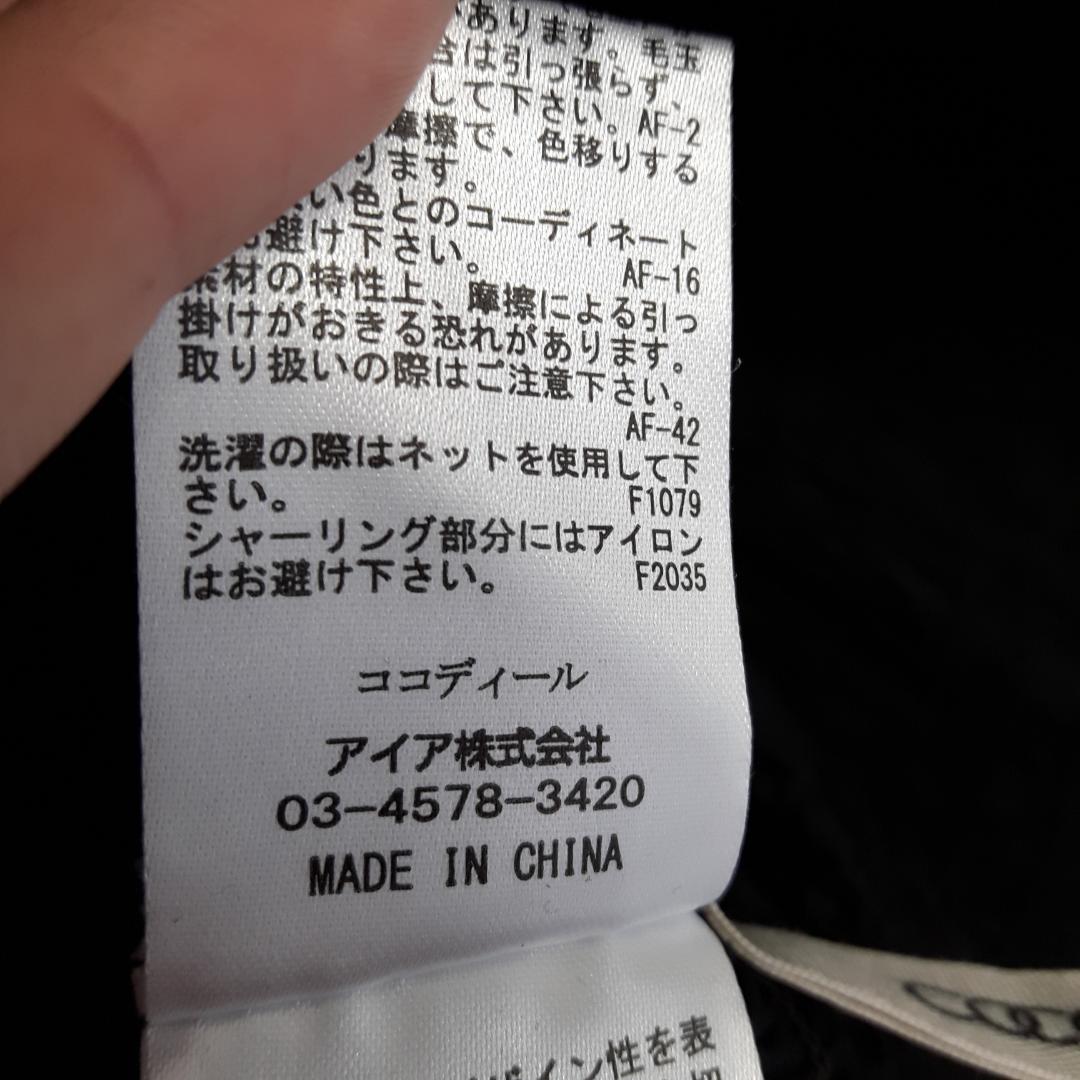 あります。毛玉
は引っ張らず、
して下さい。AF-2
摩擦で、色移りする
ります。
い色とのコーディネート
避け下さい。 AF-16
素材の特性上、摩擦による引っ
掛けがおきる恐れがあります。
取り扱いの際はご注意下さい。
AF-42
洗濯の際はネットを使用して下
さい。 F1079
シャーリング部分にはアイロン
はお避け下さい。 F2035
ココディール
アイア株式会社
03-4578-3420
MADE IN CHINA
イン性を表